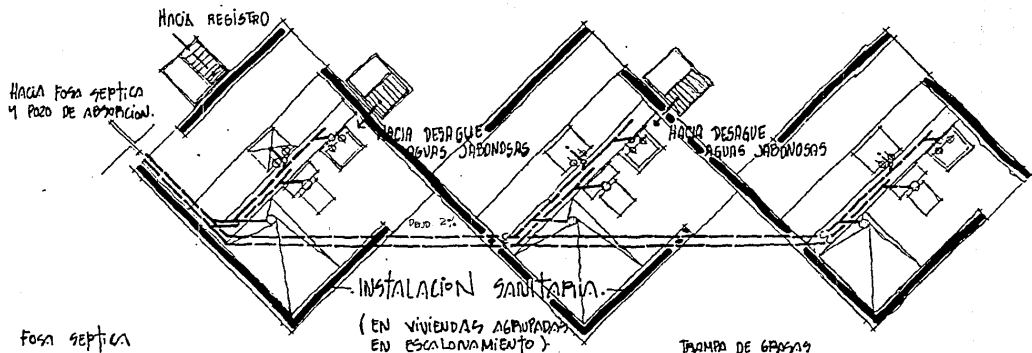 HACIA REGISTRO
HACIA FOSA SEPTICA
Y POZO DE ABSORCION.
HACIA DESAGUE
AGUAS JABONOSAS
HACIA DESAGUE
AGUAS JABONOSAS
2%
INSTALACION SANITARIA.
(EN VIVIENDAS AGRUPADAS
EN ESCALONAMIENTO)
FOSA SEPTICA
TRAMPA DE GRASAS